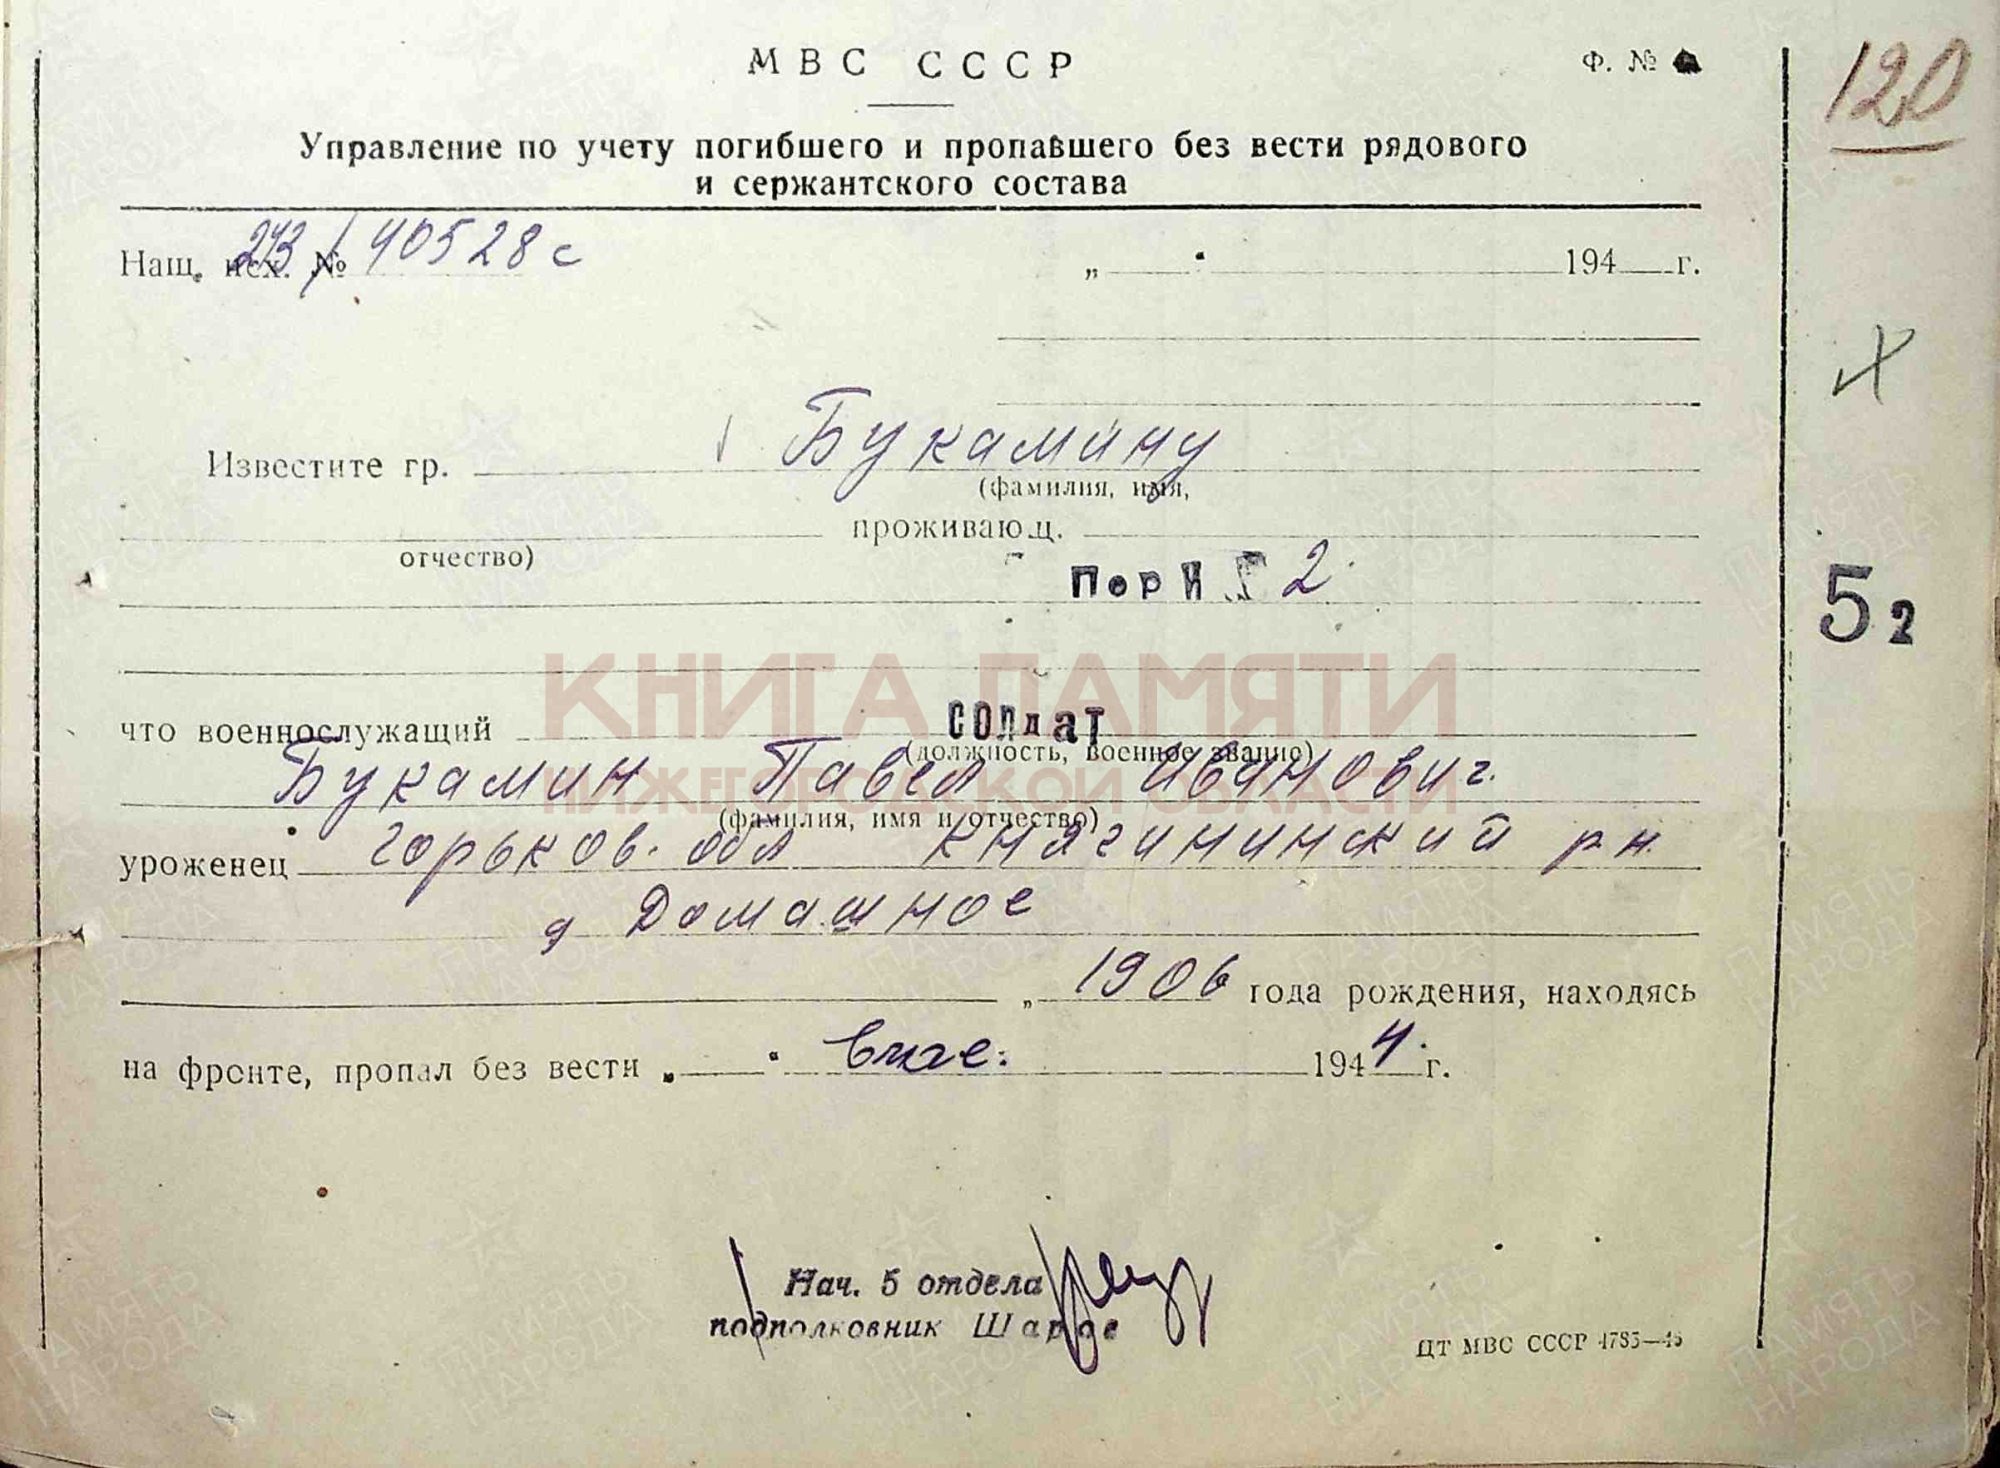 МВС СССР
Ф. №
120
Управление по учету погибшего и пропавшего без вести рядового
и сержантского состава
Наш. исх. № 243/40528с
„ " 194 г.
Известите гр. Букамину
(фамилия, имя,
проживающ.
отчество)
2.
52
КНИГА ПАМЯТИ
НИЖЕГОРОДСКОЙ ОБЛАСТИ
что военнослужащий солдат
(должность, военное звание)
Букамин Павел Иванович.
(фамилия, имя и отчество)
уроженец Горьков. обл Княгининский р.н.
д Домашное
„ 1906 года рождения, находясь
на фронте, пропал без вести „ " 1944 г.
Нач. 5 отдела
подполковник
ЦТ МВС СССР
ПАМЯТЬ
НАРОДА